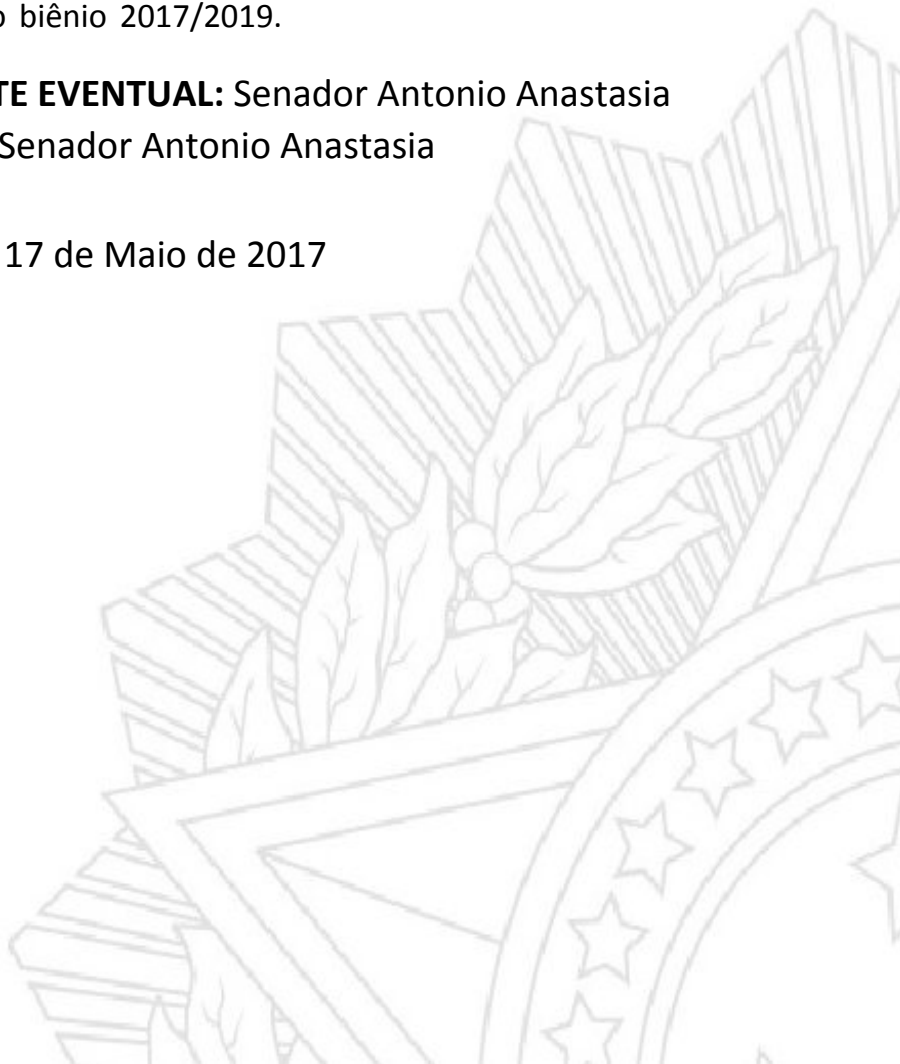 o biênio 2017/2019.
TE EVENTUAL: Senador Antonio Anastasia
Senador Antonio Anastasia
17 de Maio de 2017